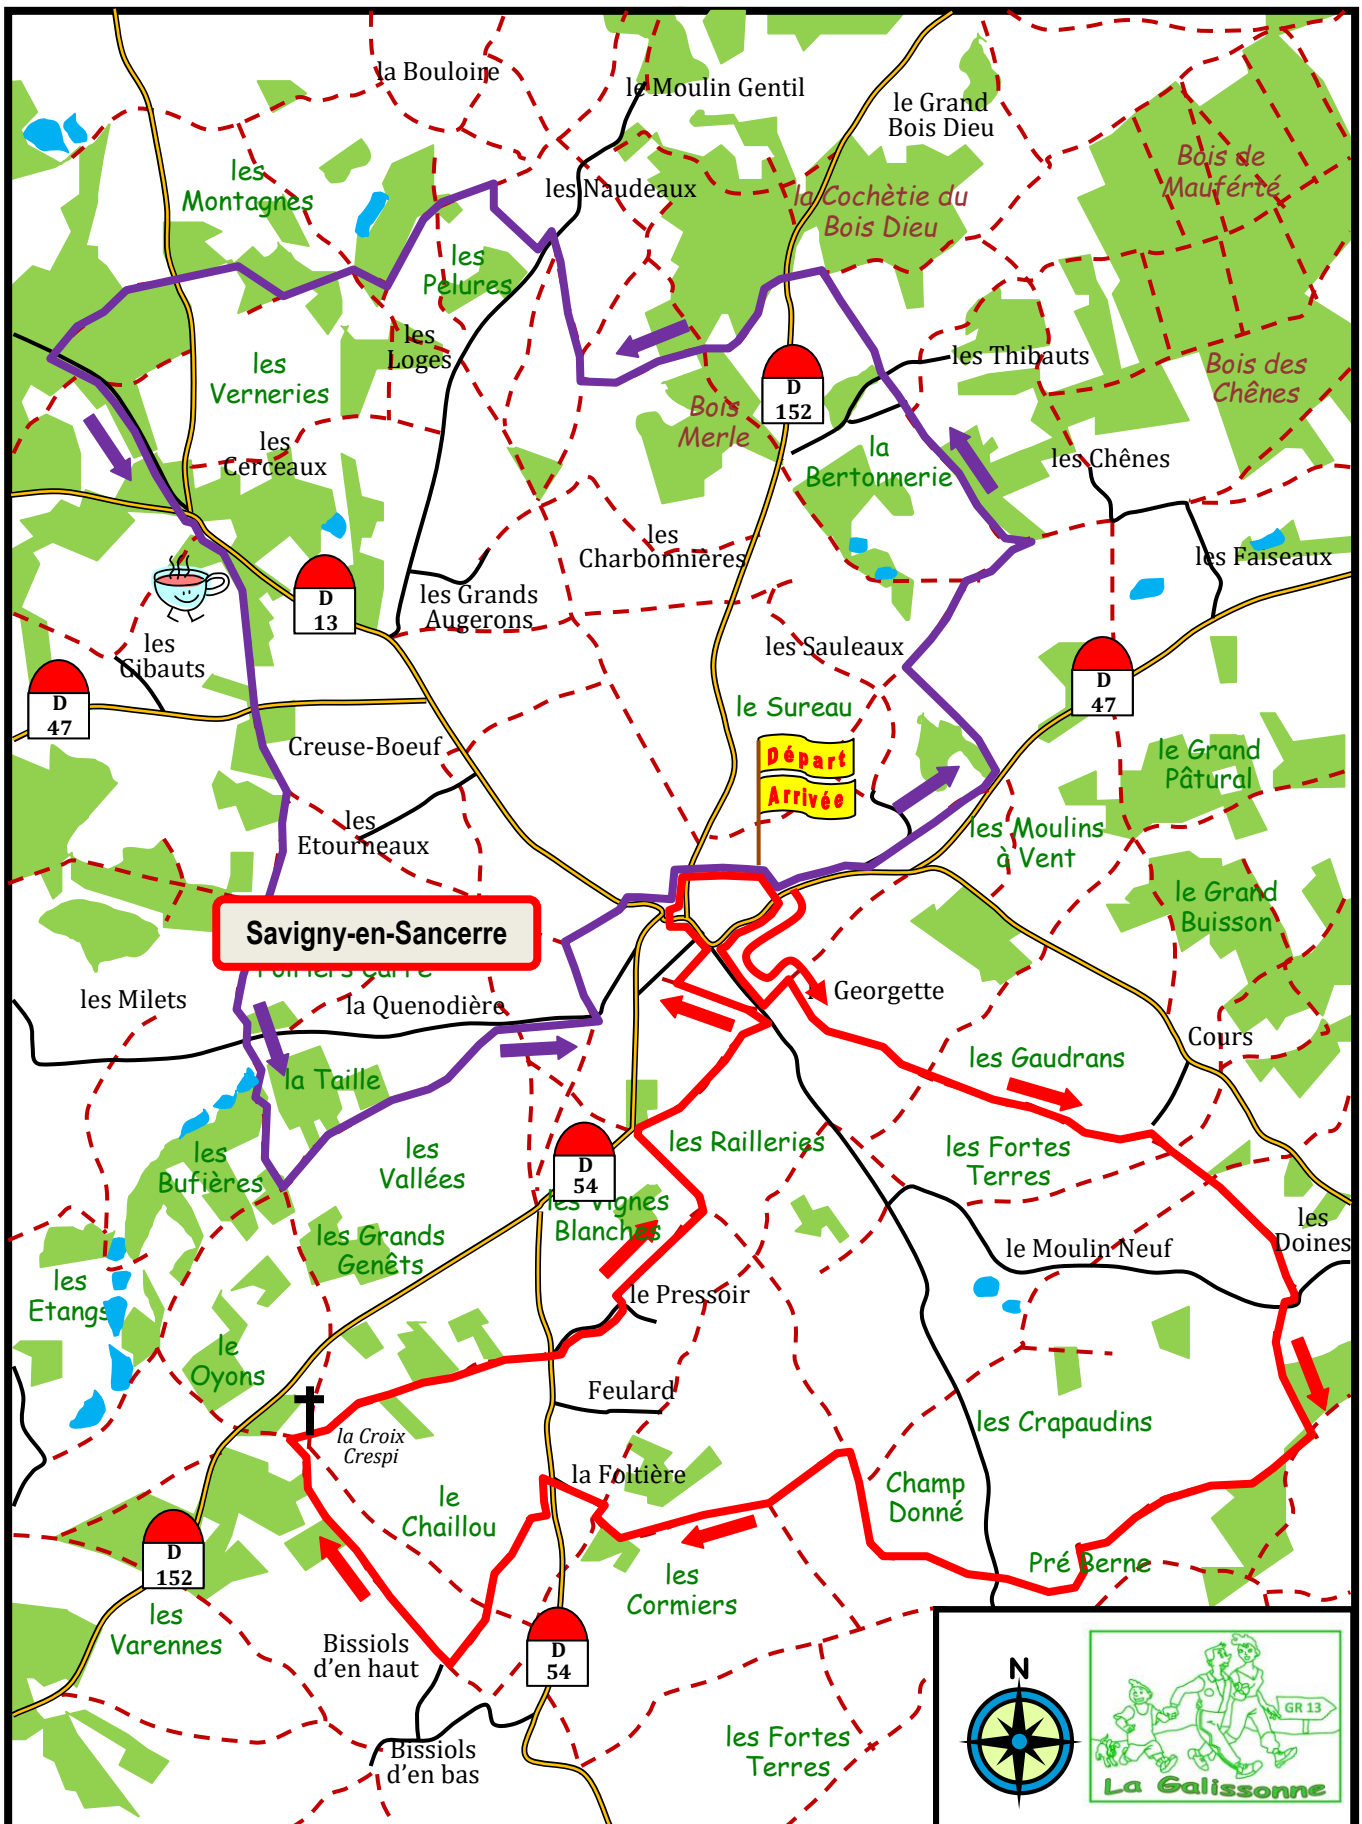 la Bouloire
le Moulin Gentil
le Grand
Bois Dieu
Bois de
Mauférté
les
Montagnes
les Naudeaux
la Cochètie du
Bois Dieu
les
Pelures
les
Loges
les Thibauts
Bois des
Chênes
les
Verneries
D
152
Bois
Merle
les
Cerceaux
la
Bertonnerie
les Chênes
les
Charbonnières
les Faiseaux
D
13
les Grands
Augerons
les
Gibauts
les Sauleaux
D
47
D
47
le Sureau
Creuse-Boeuf
Départ
Arrivée
le Grand
Pâtural
les
Etourneaux
les Moulins
à Vent
le Grand
Buisson
Savigny-en-Sancerre
Poiriers Carré
les Milets
la Quenodière
Georgette
Cours
les Gaudrans
la Taille
les Railleries
les Fortes
Terres
les
Bufières
les
Vallées
D
54
les Vignes
Blanches
les
Doines
les Grands
Genêts
le Moulin Neuf
les
Etangs
le Pressoir
le
Oyons
Feulard
la Croix
Crespi
les Crapaudins
la Foltière
le
Chaillou
Champ
Donné
D
152
Pré Berne
les
Cormiers
les
Varennes
Bissiols
d'en haut
D
54
N
GR 13
les Fortes
Terres
Bissiols
d'en bas
La Galissonne